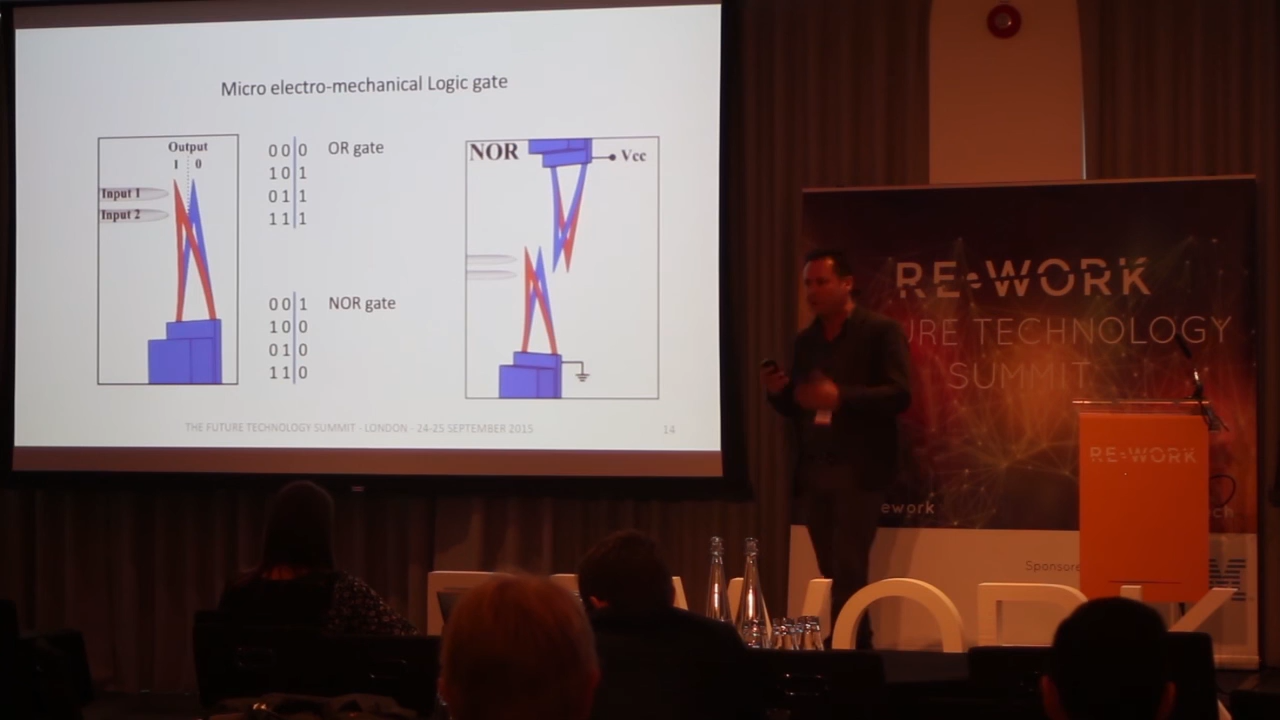 Micro electro-mechanical Logic gate
Output
1 0
Input 1
Input 2
0 0 | 0 OR gate
1 0 | 1
0 1 | 1
1 1 | 1
0 0 | 1 NOR gate
1 0 | 0
0 1 | 0
1 1 | 0
NOR
Vcc
THE FUTURE TECHNOLOGY SUMMIT - LONDON - 24-25 SEPTEMBER 2015
14
RE•WORK
URE TECHNOLOGY
SUMMIT
RE•WORK
ework
ech
Sponsore
WORK